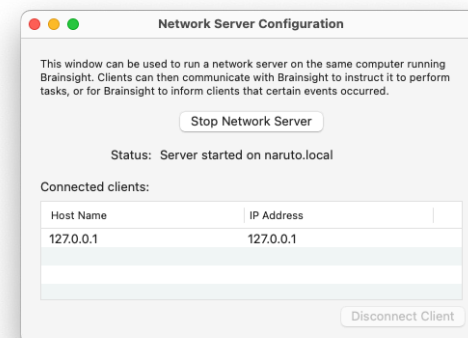 Network Server Configuration
This window can be used to run a network server on the same computer running
Brainsight. Clients can then communicate with Brainsight to instruct it to perform
tasks, or for Brainsight to inform clients that certain events occurred.
Stop Network Server
Status: Server started on naruto.local
Connected clients:
Host Name IP Address
127.0.0.1 127.0.0.1
Disconnect Client